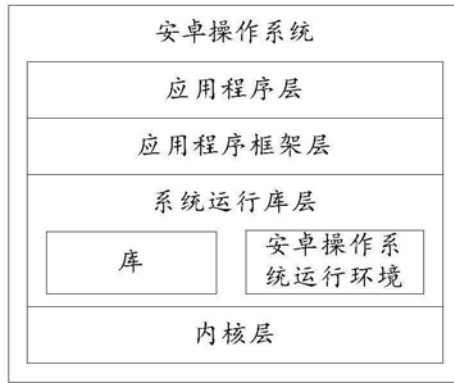 安卓操作系统
应用程序层
应用程序框架层
系统运行库层
库
安卓操作系
统运行环境
内核层